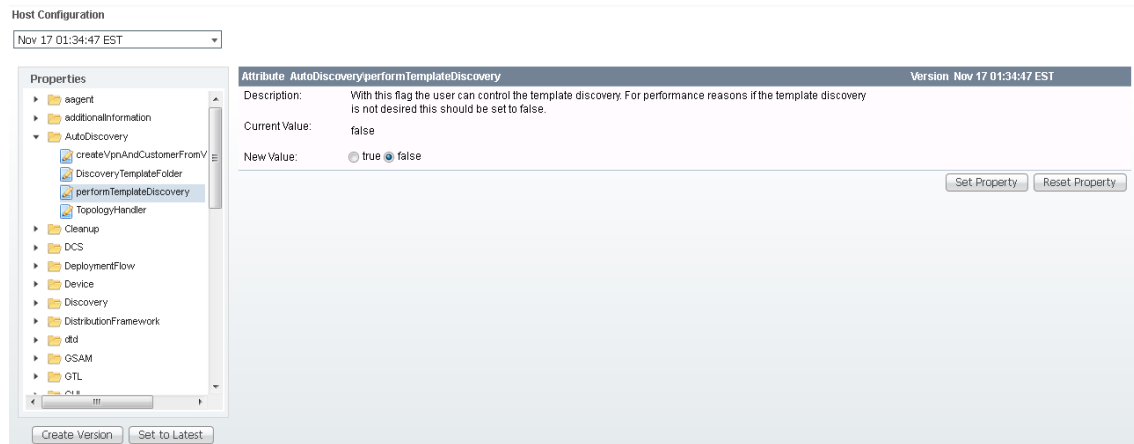 Host Configuration
Nov 17 01:34:47 EST
Properties
aagent
additionalInformation
AutoDiscovery
createVpnAndCustomerFromV
DiscoveryTemplateFolder
performTemplateDiscovery
TopologyHandler
Cleanup
DCS
DeploymentFlow
Device
Discovery
DistributionFramework
dtd
GSAM
GTL
Create Version Set to Latest
Attribute AutoDiscovery\performTemplateDiscovery Version Nov 17 01:34:47 EST
Description: With this flag the user can control the template discovery. For performance reasons if the template discovery
is not desired this should be set to false.
Current Value: false
New Value: true false
Set Property Reset Property